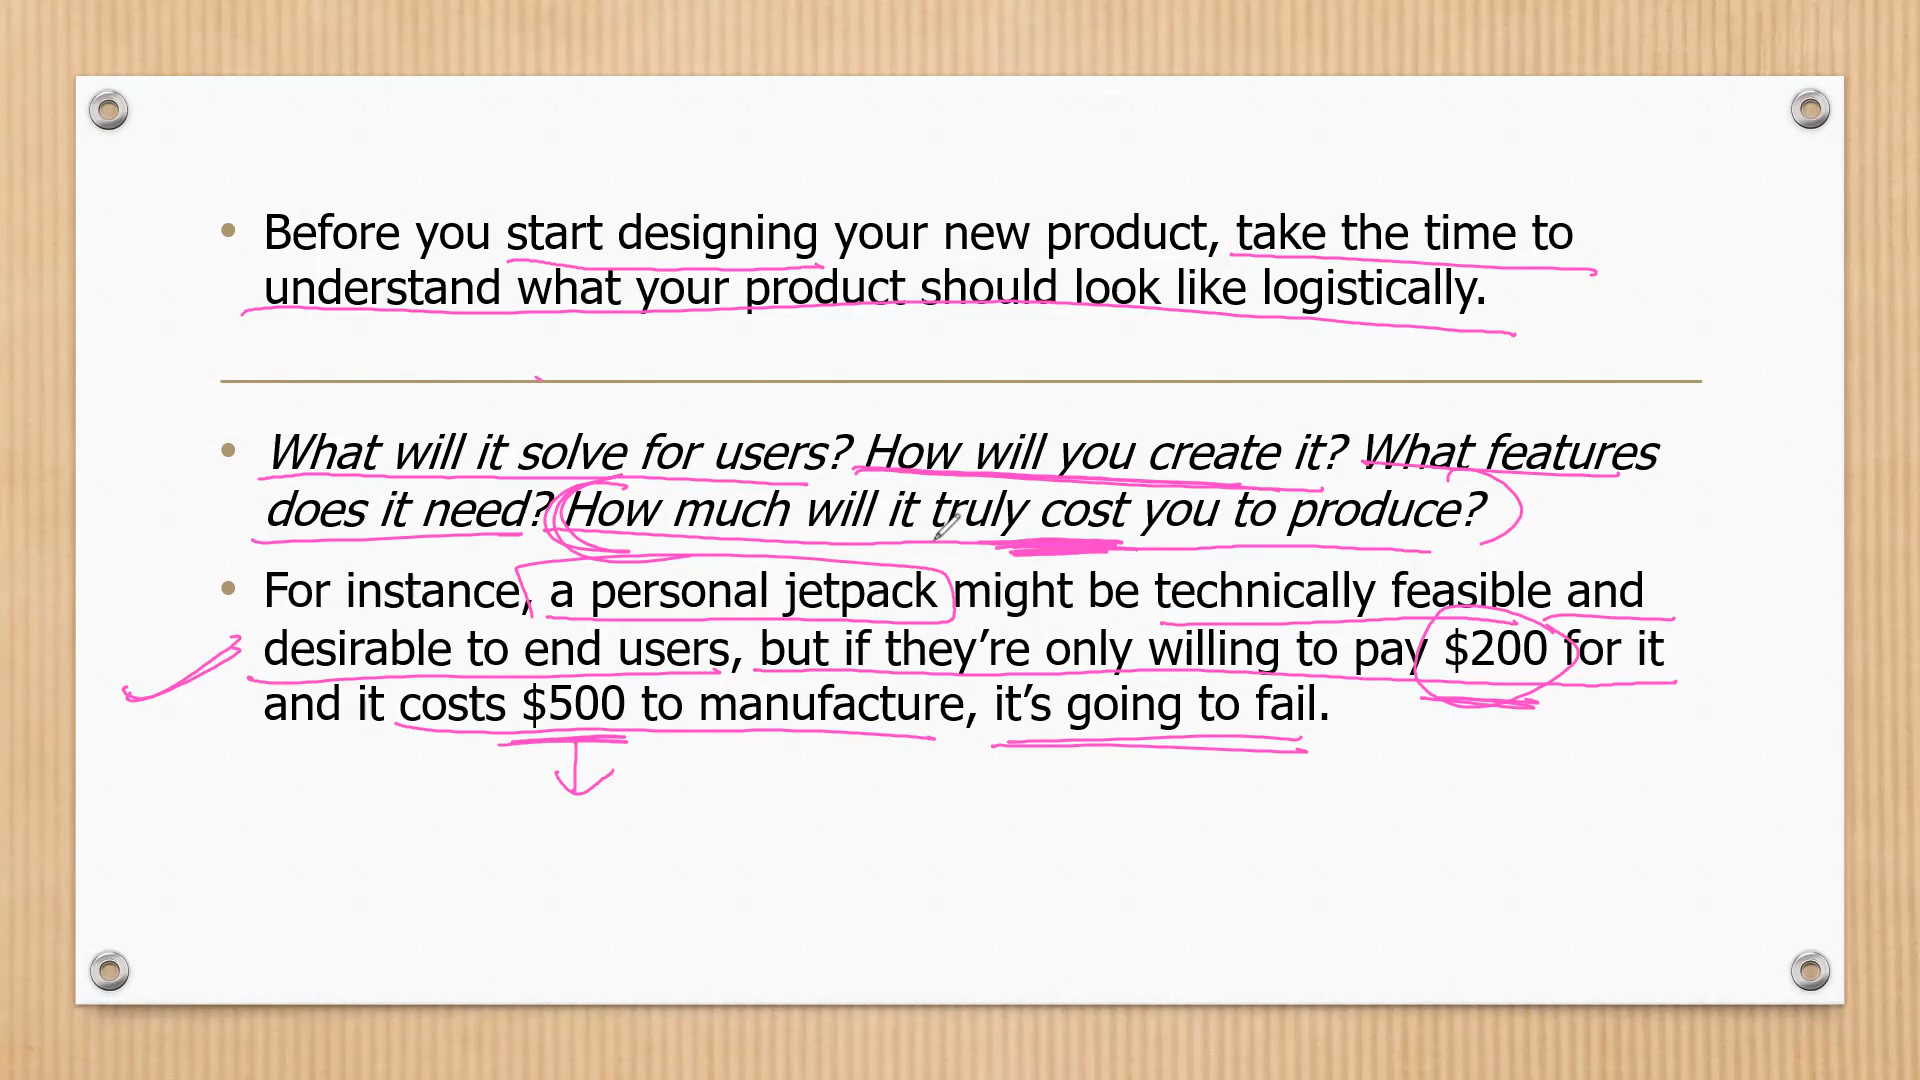 • Before you start designing your new product, take the time to
understand what your product should look like logistically.
• What will it solve for users? How will you create it? What features
does it need? How much will it truly cost you to produce?
• For instance, a personal jetpack might be technically feasible and
desirable to end users, but if they’re only willing to pay $200 for it
and it costs $500 to manufacture, it’s going to fail.